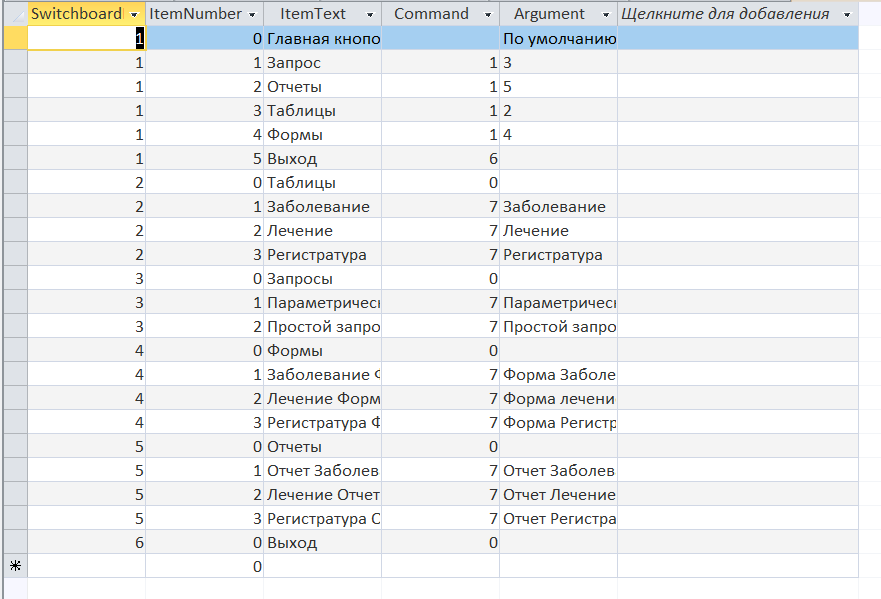 SwitchboardI ItemNumber ItemText Command Argument Щелкните для добавления
1 0 Главная кнопо По умолчанию
1 1 Запрос 1 3
1 2 Отчеты 1 5
1 3 Таблицы 1 2
1 4 Формы 1 4
1 5 Выход 6
2 0 Таблицы 0
2 1 Заболевание 7 Заболевание
2 2 Лечение 7 Лечение
2 3 Регистратура 7 Регистратура
3 0 Запросы 0
3 1 Параметрическ 7 Параметрическ
3 2 Простой запро 7 Простой запро
4 0 Формы 0
4 1 Заболевание Ф 7 Форма Заболе
4 2 Лечение Форм 7 Форма лечени
4 3 Регистратура Ф 7 Форма Регистр
5 0 Отчеты 0
5 1 Отчет Заболев 7 Отчет Заболев
5 2 Лечение Отчет 7 Отчет Лечение
5 3 Регистратура О 7 Отчет Регистра
6 0 Выход 0
0